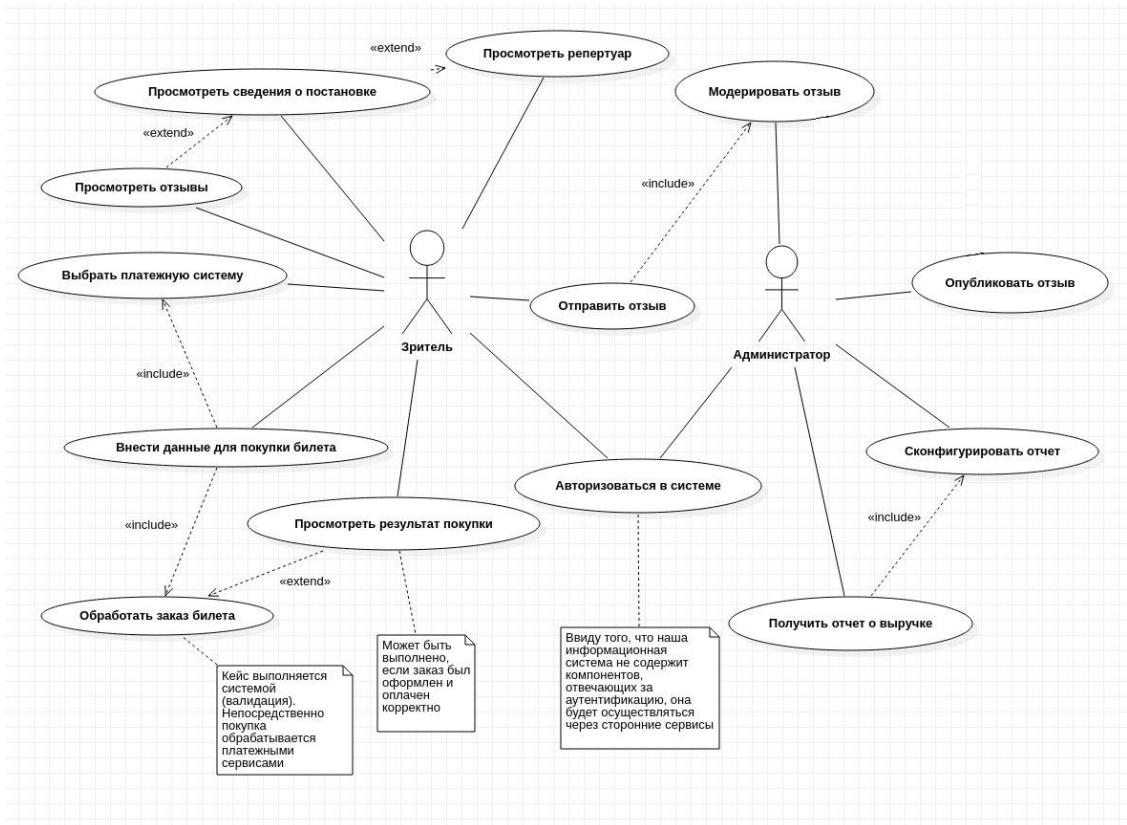 «extend»
Просмотреть репертуар
Просмотреть сведения о постановке
Модерировать отзыв
«extend»
«include»
Просмотреть отзывы
Выбрать платежную систему
Отправить отзыв
Опубликовать отзыв
Зритель
Администратор
«include»
Внести данные для покупки билета
Сконфигурировать отчет
Авторизоваться в системе
«include»
Просмотреть результат покупки
«include»
«extend»
Обработать заказ билета
Получить отчет о выручке
Кейс выполняется
системой
(валидация).
Непосредственно
покупка
обрабатывается
платежными
сервисами
Может быть
выполнено,
если заказ был
оформлен и
оплачен
корректно
Ввиду того, что наша
информационная
система не содержит
компонентов,
отвечающих за
аутентификацию, она
будет осуществляться
через сторонние сервисы